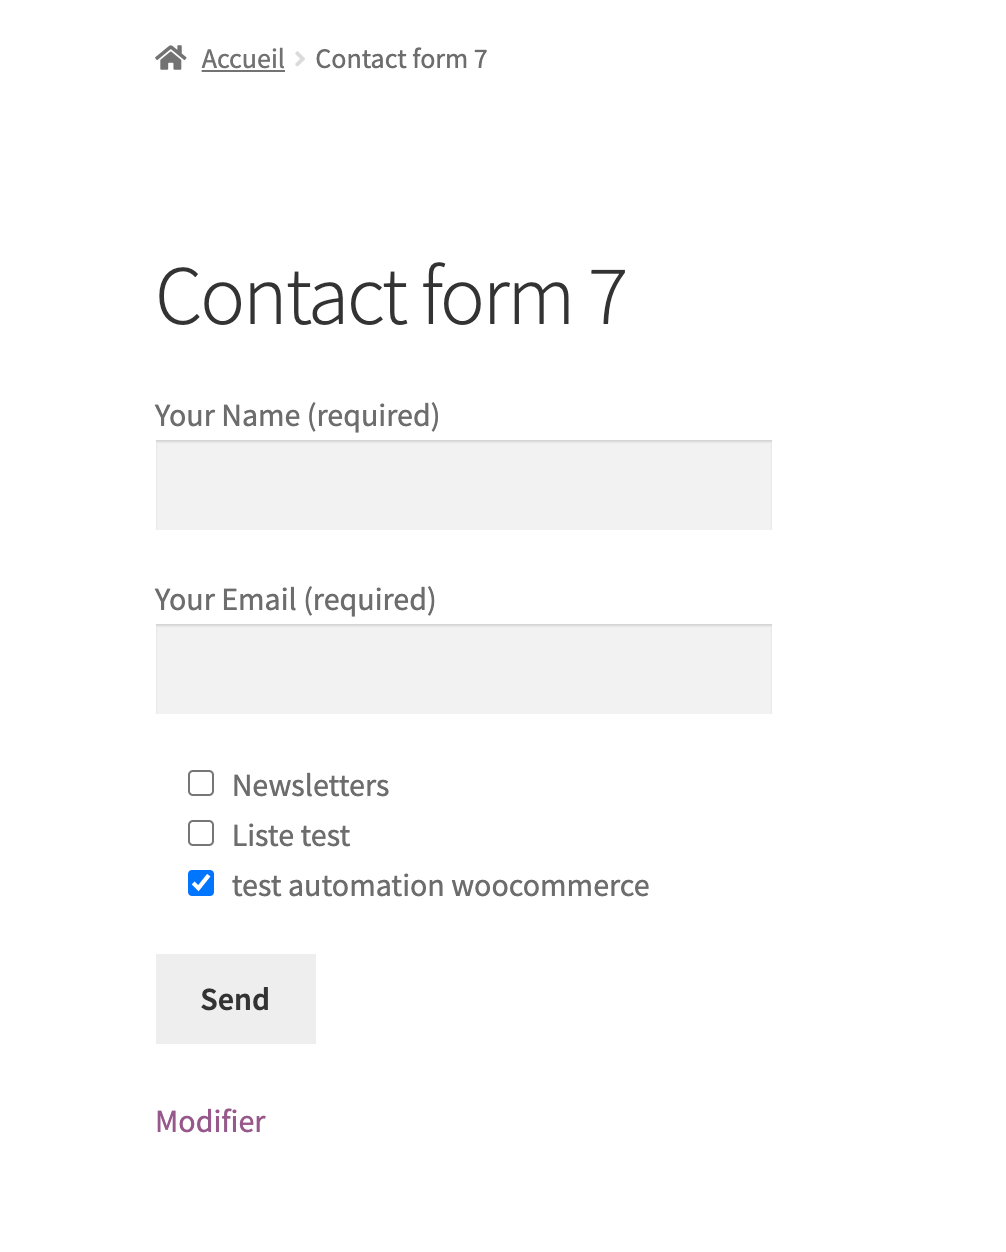 Accueil Contact form 7
Contact form 7
Your Name (required)
Your Email (required)
Newsletters
Liste test
test automation woocommerce
Send
Modifier